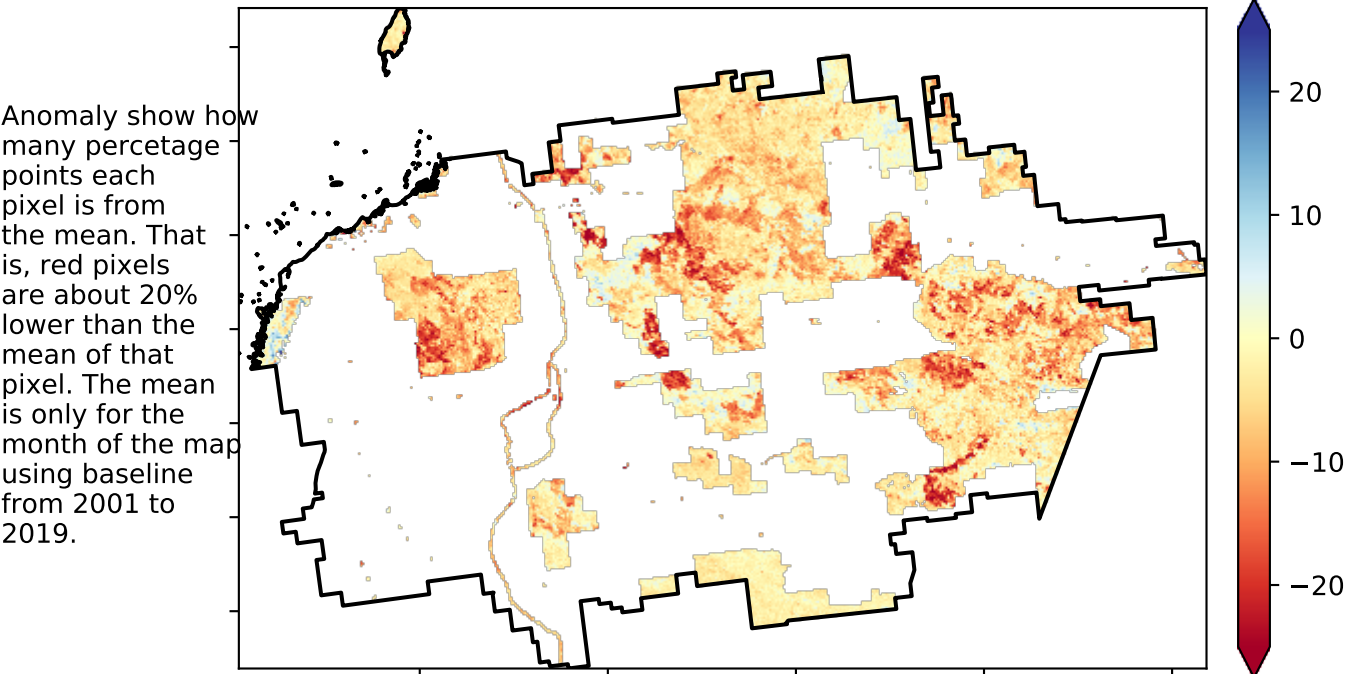 Anomaly show how
many percetage
points each
pixel is from
the mean. That
is, red pixels
are about 20%
lower than the
mean of that
pixel. The mean
is only for the
month of the map
using baseline
from 2001 to
2019.
20
10
0
−10
−20